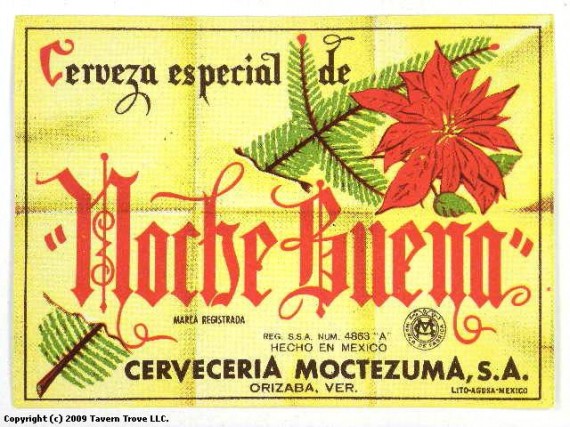 Cerveza especial de
"Noche Buena"
MARCA REGISTRADA
REG. S.S.A. NUM. 4863 "A"
HECHO EN MEXICO
CERVECERIA MOCTEZUMA, S.A.
ORIZABA, VER.
LITO-AGUSA-MEXICO
Copyright (c) 2009 Tavern Trove LLC.